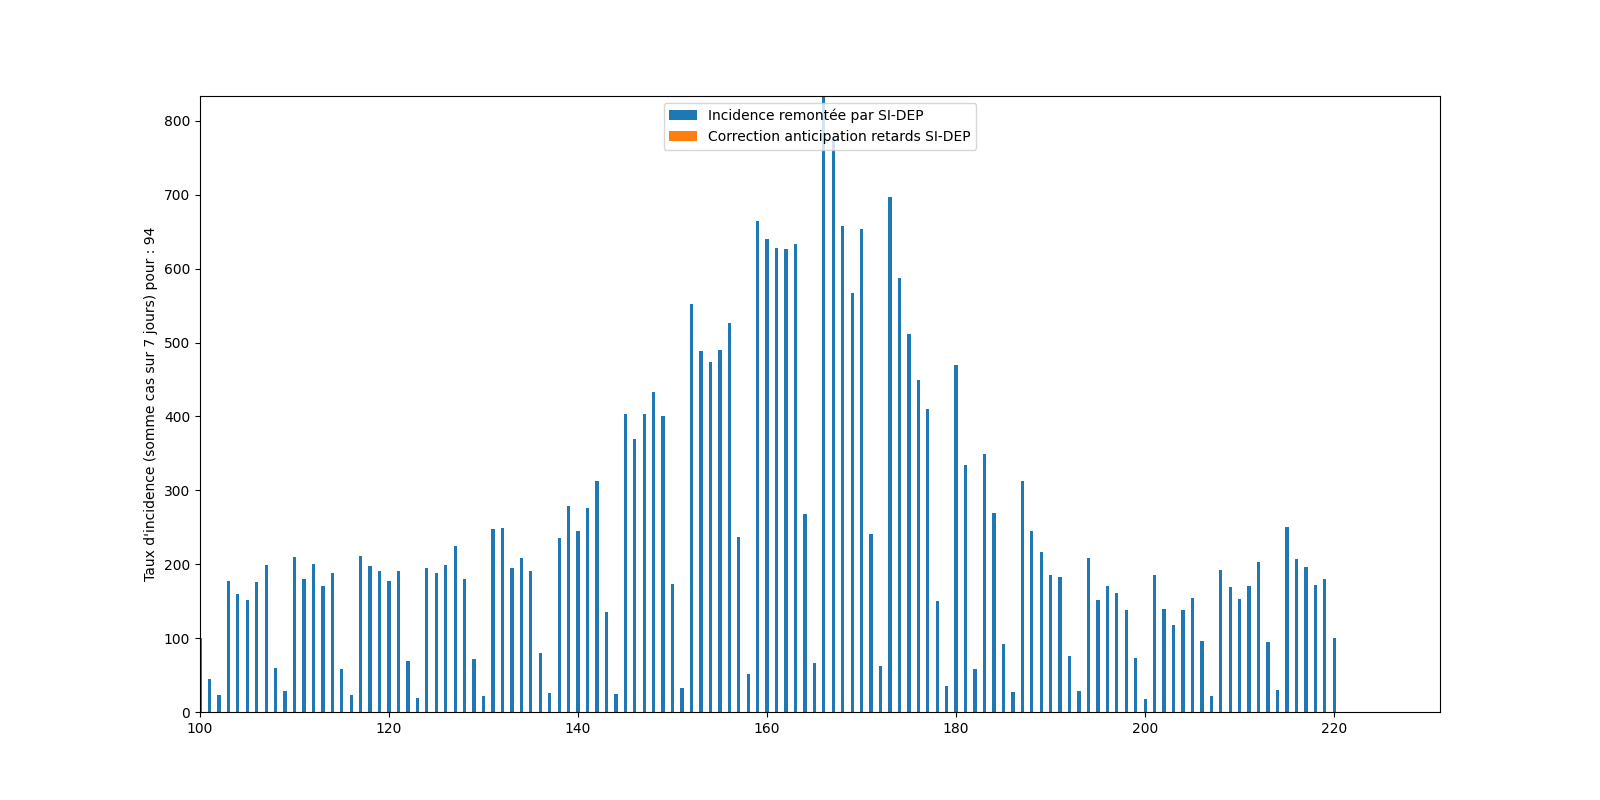 Incidence remontée par SI-DEP
Correction anticipation retards SI-DEP
Taux d'incidence (somme cas sur 7 jours) pour : 94
800
700
600
500
400
300
200
100
0
100 120 140 160 180 200 220